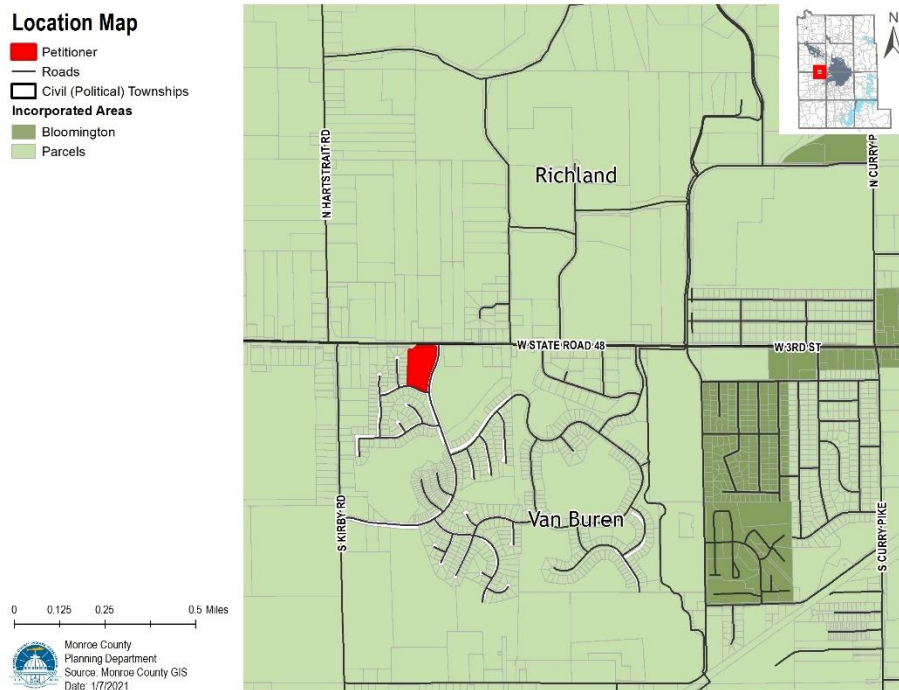 Location Map
Petitioner
Roads
Civil (Political) Townships
Incorporated Areas
Bloomington
Parcels
0 0.125 0.25 0.5 Miles
Monroe County
Planning Department
Source: Monroe County GIS
Date: 1/7/2021
N
N HARTSTRAIT RD
Richland
N CURRY P
W STATE ROAD 48
W 3RD ST
S KIRBY RD
Van Buren
S CURRY PIKE